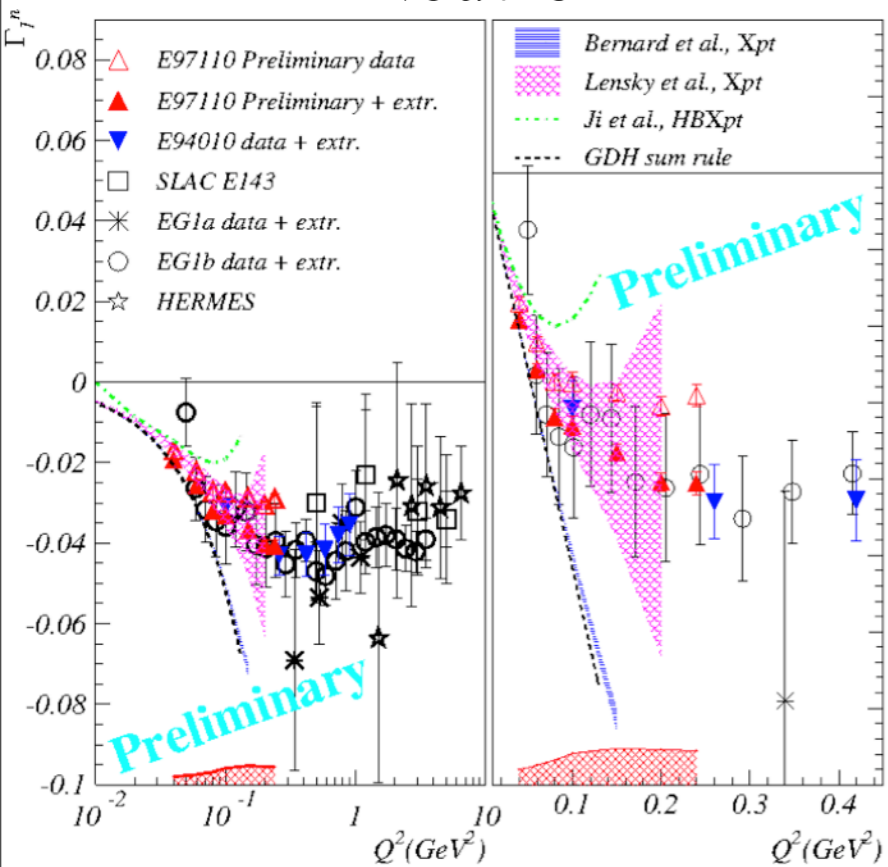 Γ₁ⁿ
0.08
0.06
0.04
0.02
0
-0.02
-0.04
-0.06
-0.08
-0.1
E97110 Preliminary data
E97110 Preliminary + extr.
E94010 data + extr.
SLAC E143
EG1a data + extr.
EG1b data + extr.
HERMES
Preliminary
10⁻² 10⁻¹ 1 10
Q²(GeV²)
Bernard et al., Xpt
Lensky et al., Xpt
Ji et al., HBXpt
GDH sum rule
Preliminary
0.1 0.2 0.3 0.4
Q²(GeV²)